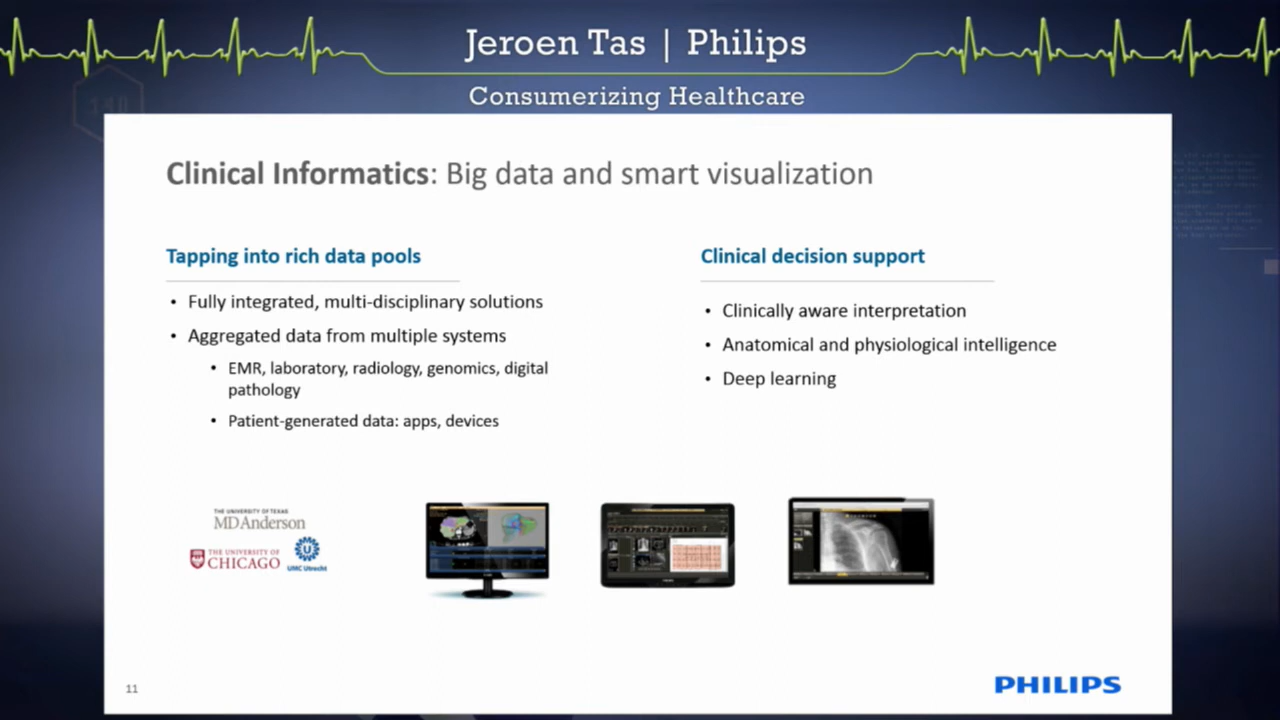 Jeroen Tas | Philips
Consumerizing Healthcare
Clinical Informatics: Big data and smart visualization
Tapping into rich data pools
• Fully integrated, multi-disciplinary solutions
• Aggregated data from multiple systems
• EMR, laboratory, radiology, genomics, digital
pathology
• Patient-generated data: apps, devices
Clinical decision support
• Clinically aware interpretation
• Anatomical and physiological intelligence
• Deep learning
THE UNIVERSITY OF TEXAS
MD Anderson
THE UNIVERSITY OF
CHICAGO
UMC Utrecht
11
PHILIPS